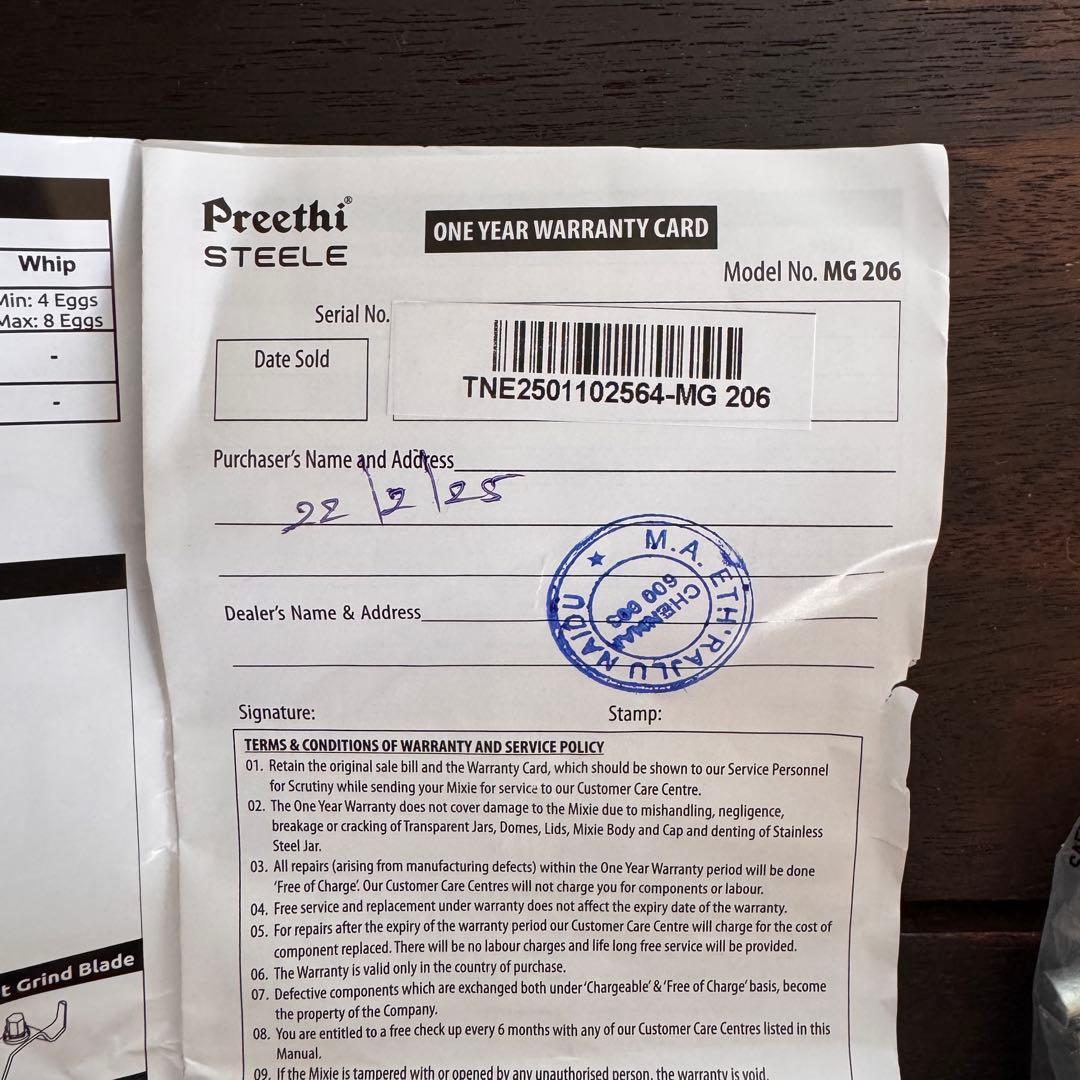 Whip
Min: 4 Eggs
Max: 8 Eggs
-
-
t Grind Blade
Preethi®
STEELE
ONE YEAR WARRANTY CARD
Model No. MG 206
Serial No.
TNE2501102564-MG 206
Date Sold
Purchaser's Name and Address
22/2/25
Dealer's Name & Address
M.A. ETHIRAJLU NAIDU
CHENNAI
Signature:
Stamp:
TERMS & CONDITIONS OF WARRANTY AND SERVICE POLICY
01. Retain the original sale bill and the Warranty Card, which should be shown to our Service Personnel
for Scrutiny while sending your Mixie for service to our Customer Care Centre.
02. The One Year Warranty does not cover damage to the Mixie due to mishandling, negligence,
breakage or cracking of Transparent Jars, Domes, Lids, Mixie Body and Cap and denting of Stainless
Steel Jar.
03. All repairs (arising from manufacturing defects) within the One Year Warranty period will be done
'Free of Charge'. Our Customer Care Centres will not charge you for components or labour.
04. Free service and replacement under warranty does not affect the expiry date of the warranty.
05. For repairs after the expiry of the warranty period our Customer Care Centre will charge for the cost of
component replaced. There will be no labour charges and life long free service will be provided.
06. The Warranty is valid only in the country of purchase.
07. Defective components which are exchanged both under 'Chargeable' & 'Free of Charge' basis, become
the property of the Company.
08. You are entitled to a free check up every 6 months with any of our Customer Care Centres listed in this
Manual.
09. If the Mixie is tampered with or opened by any unauthorised person, the warranty is void.